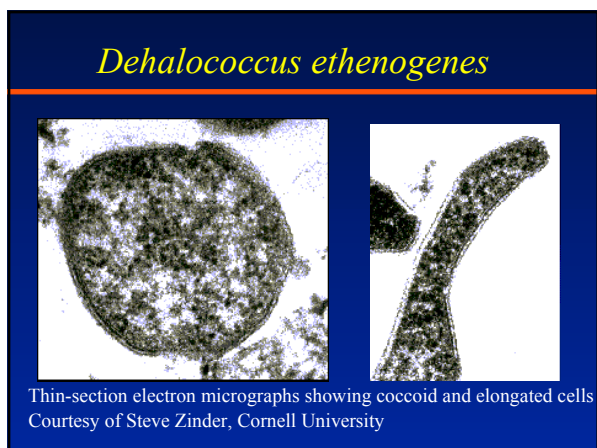 Dehalococcus ethenogenes
Thin-section electron micrographs showing coccoid and elongated cells
Courtesy of Steve Zinder, Cornell University